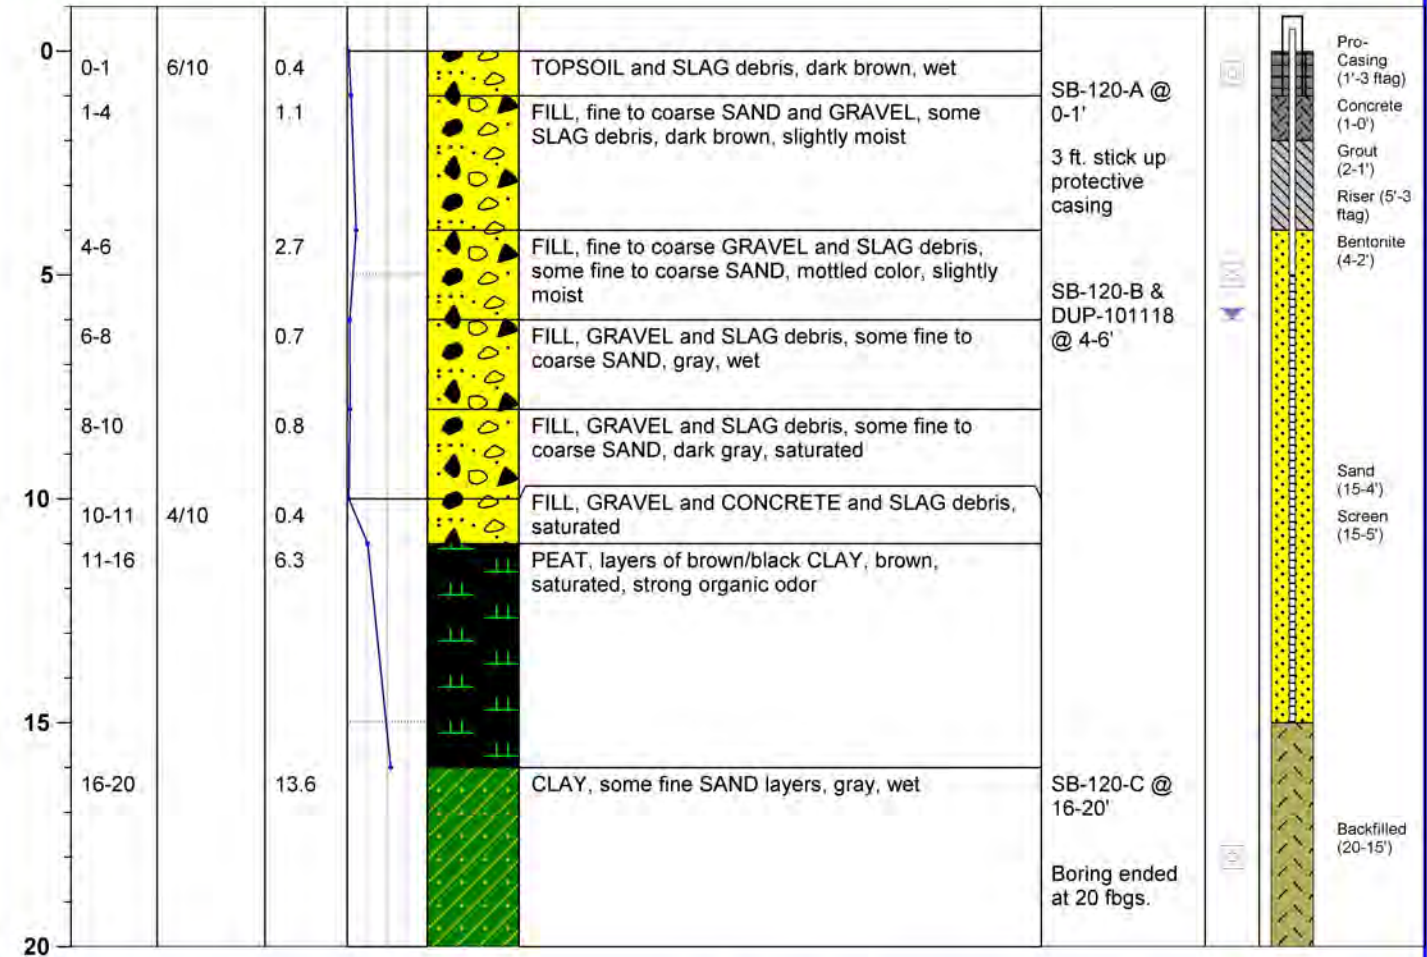 0
0-1 6/10 0.4 TOPSOIL and SLAG debris, dark brown, wet
1-4 1.1 FILL, fine to coarse SAND and GRAVEL, some
SLAG debris, dark brown, slightly moist
SB-120-A @
0-1'
3 ft. stick up
protective
casing
4-6 2.7 FILL, fine to coarse GRAVEL and SLAG debris,
some fine to coarse SAND, mottled color, slightly
moist
5
SB-120-B &
DUP-101118
@ 4-6'
6-8 0.7 FILL, GRAVEL and SLAG debris, some fine to
coarse SAND, gray, wet
8-10 0.8 FILL, GRAVEL and SLAG debris, some fine to
coarse SAND, dark gray, saturated
10
10-11 4/10 0.4 FILL, GRAVEL and CONCRETE and SLAG debris,
saturated
11-16 6.3 PEAT, layers of brown/black CLAY, brown,
saturated, strong organic odor
15
16-20 13.6 CLAY, some fine SAND layers, gray, wet
SB-120-C @
16-20'
Boring ended
at 20 fbgs.
20
Pro-
Casing
(1'-3 ftag)
Concrete
(1-0')
Grout
(2-1')
Riser (5'-3
ftag)
Bentonite
(4-2')
Sand
(15-4')
Screen
(15-5')
Backfilled
(20-15')